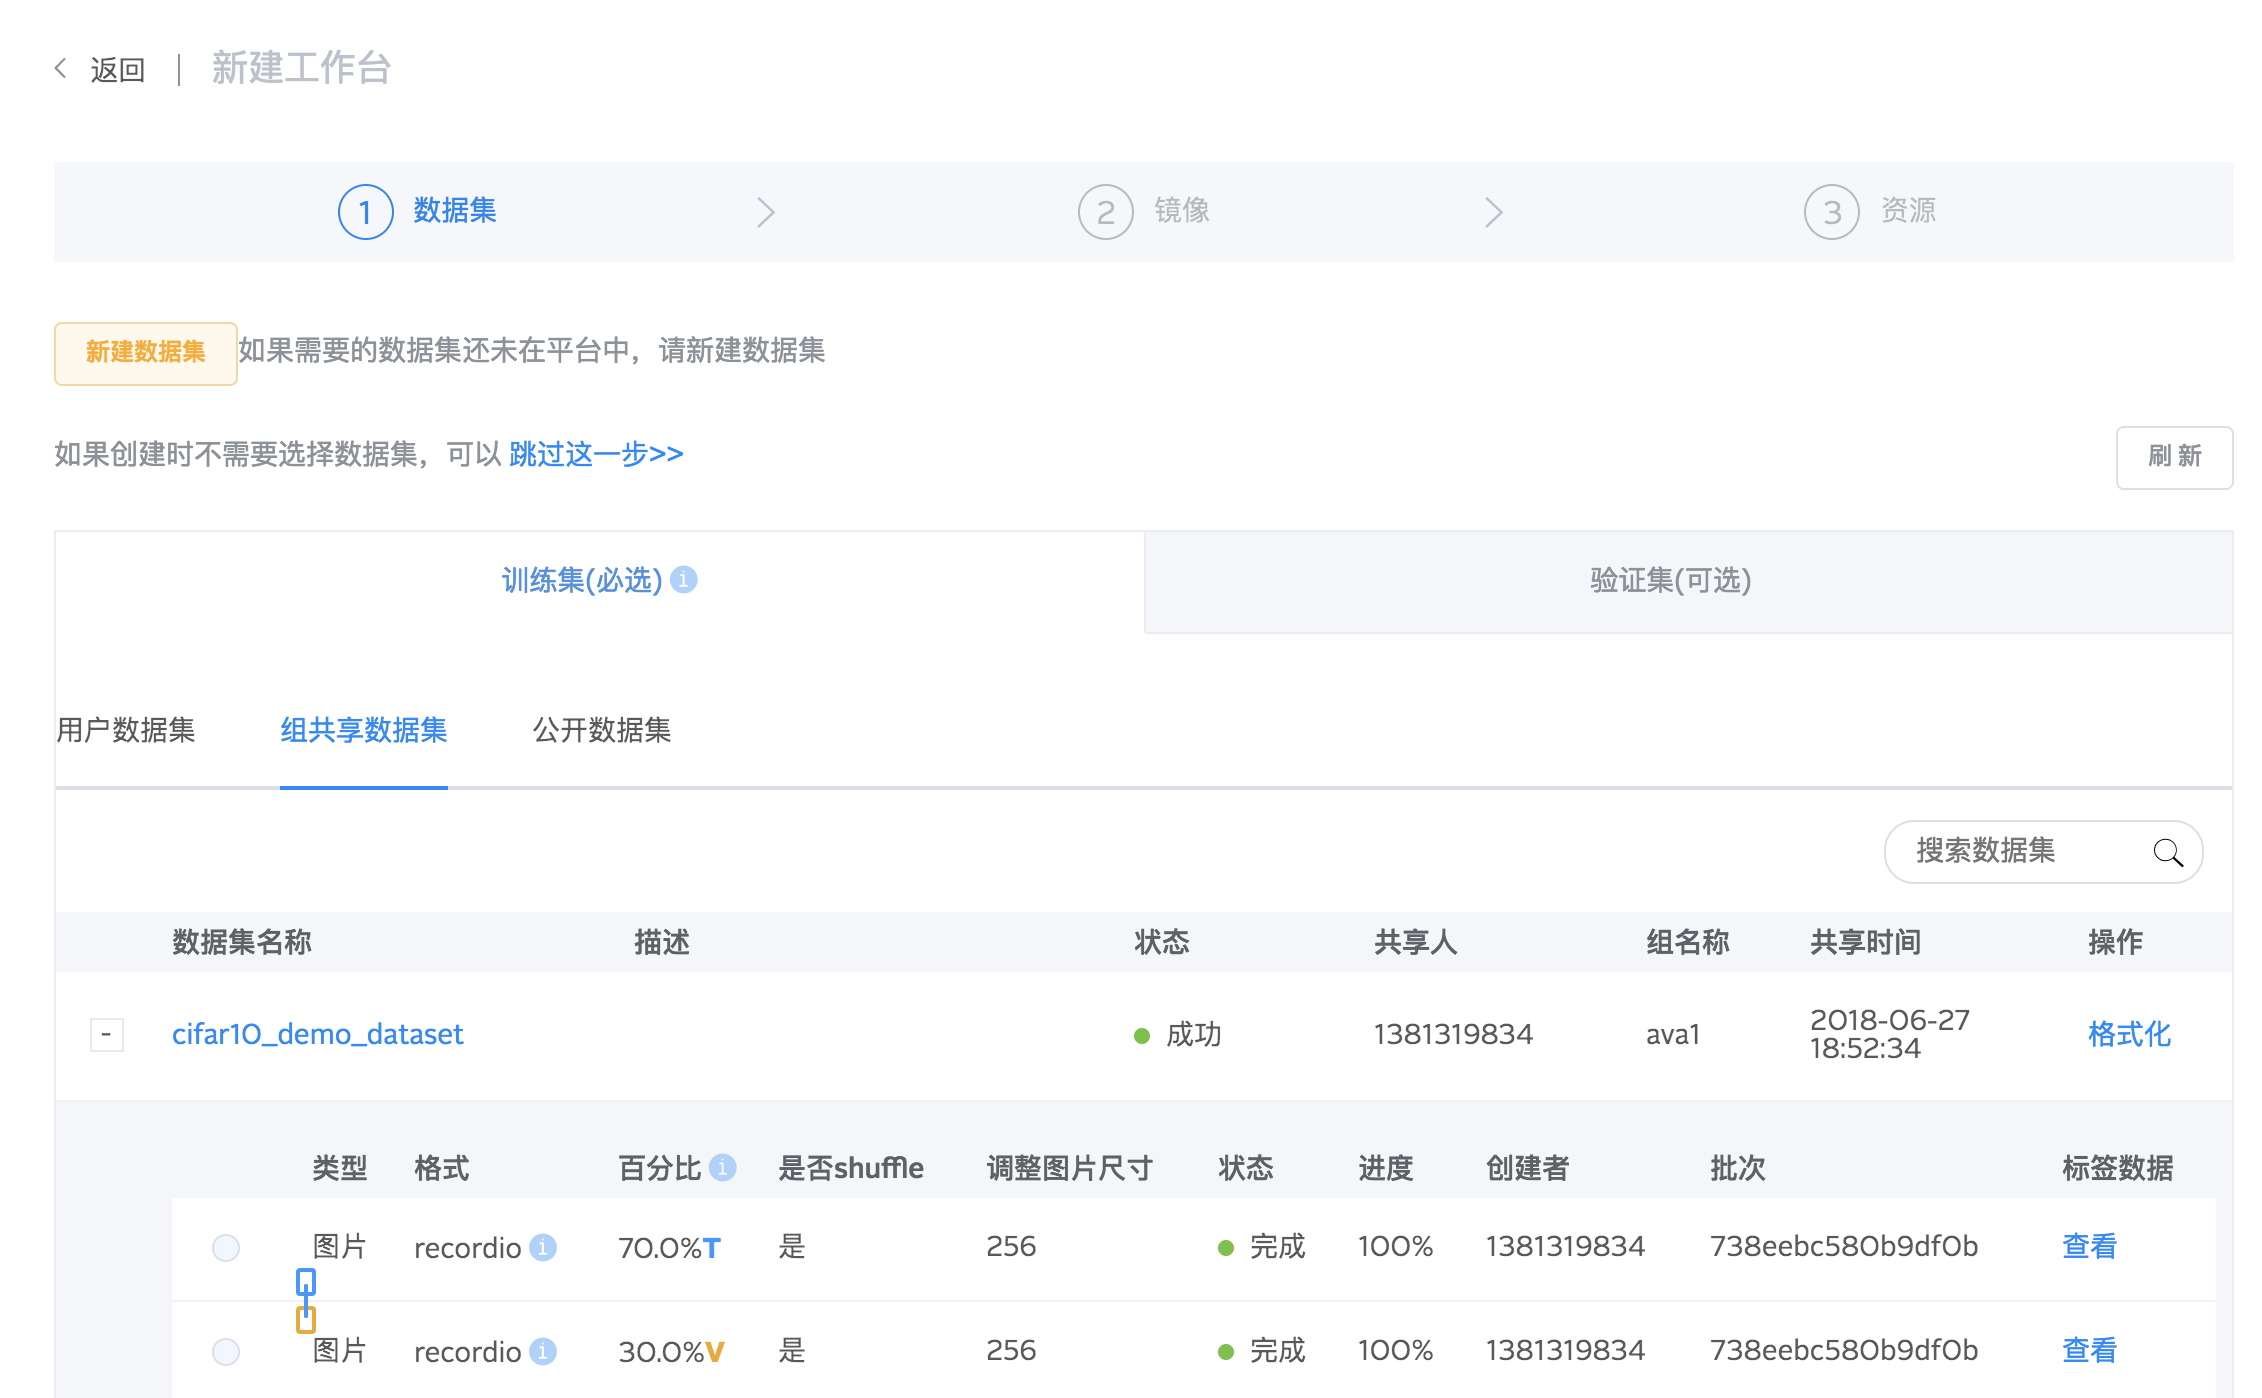 返回 新建工作台
1 数据集 2 镜像 3 资源
新建数据集 如果需要的数据集还未在平台中，请新建数据集
如果创建时不需要选择数据集，可以 跳过这一步>>
刷 新
训练集(必选) i 验证集(可选)
用户数据集 组共享数据集 公开数据集
搜索数据集
数据集名称 描述 状态 共享人 组名称 共享时间 操作
- cifar10_demo_dataset 成功 1381319834 ava1 2018-06-27 18:52:34 格式化
类型 格式 百分比 i 是否shuffle 调整图片尺寸 状态 进度 创建者 批次 标签数据
图片 recordio i 70.0%T 是 256 完成 100% 1381319834 738eebc580b9df0b 查看
图片 recordio i 30.0%V 是 256 完成 100% 1381319834 738eebc580b9df0b 查看